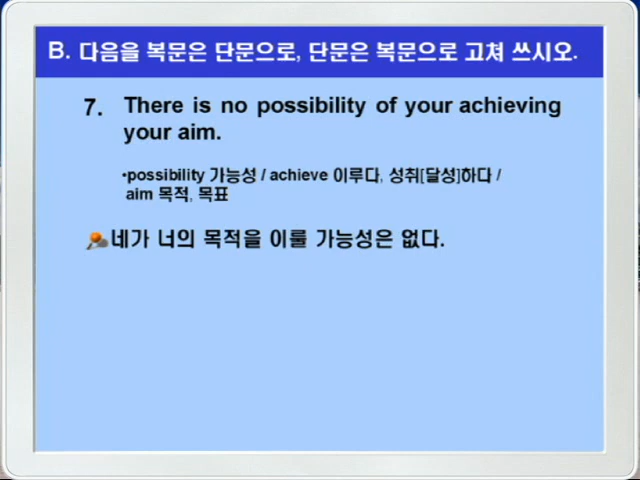 B. 다음을 복문은 단문으로, 단문은 복문으로 고쳐 쓰시오.
7. There is no possibility of your achieving
your aim.
•possibility 가능성 / achieve 이루다, 성취[달성]하다 /
aim 목적, 목표
네가 너의 목적을 이룰 가능성은 없다.